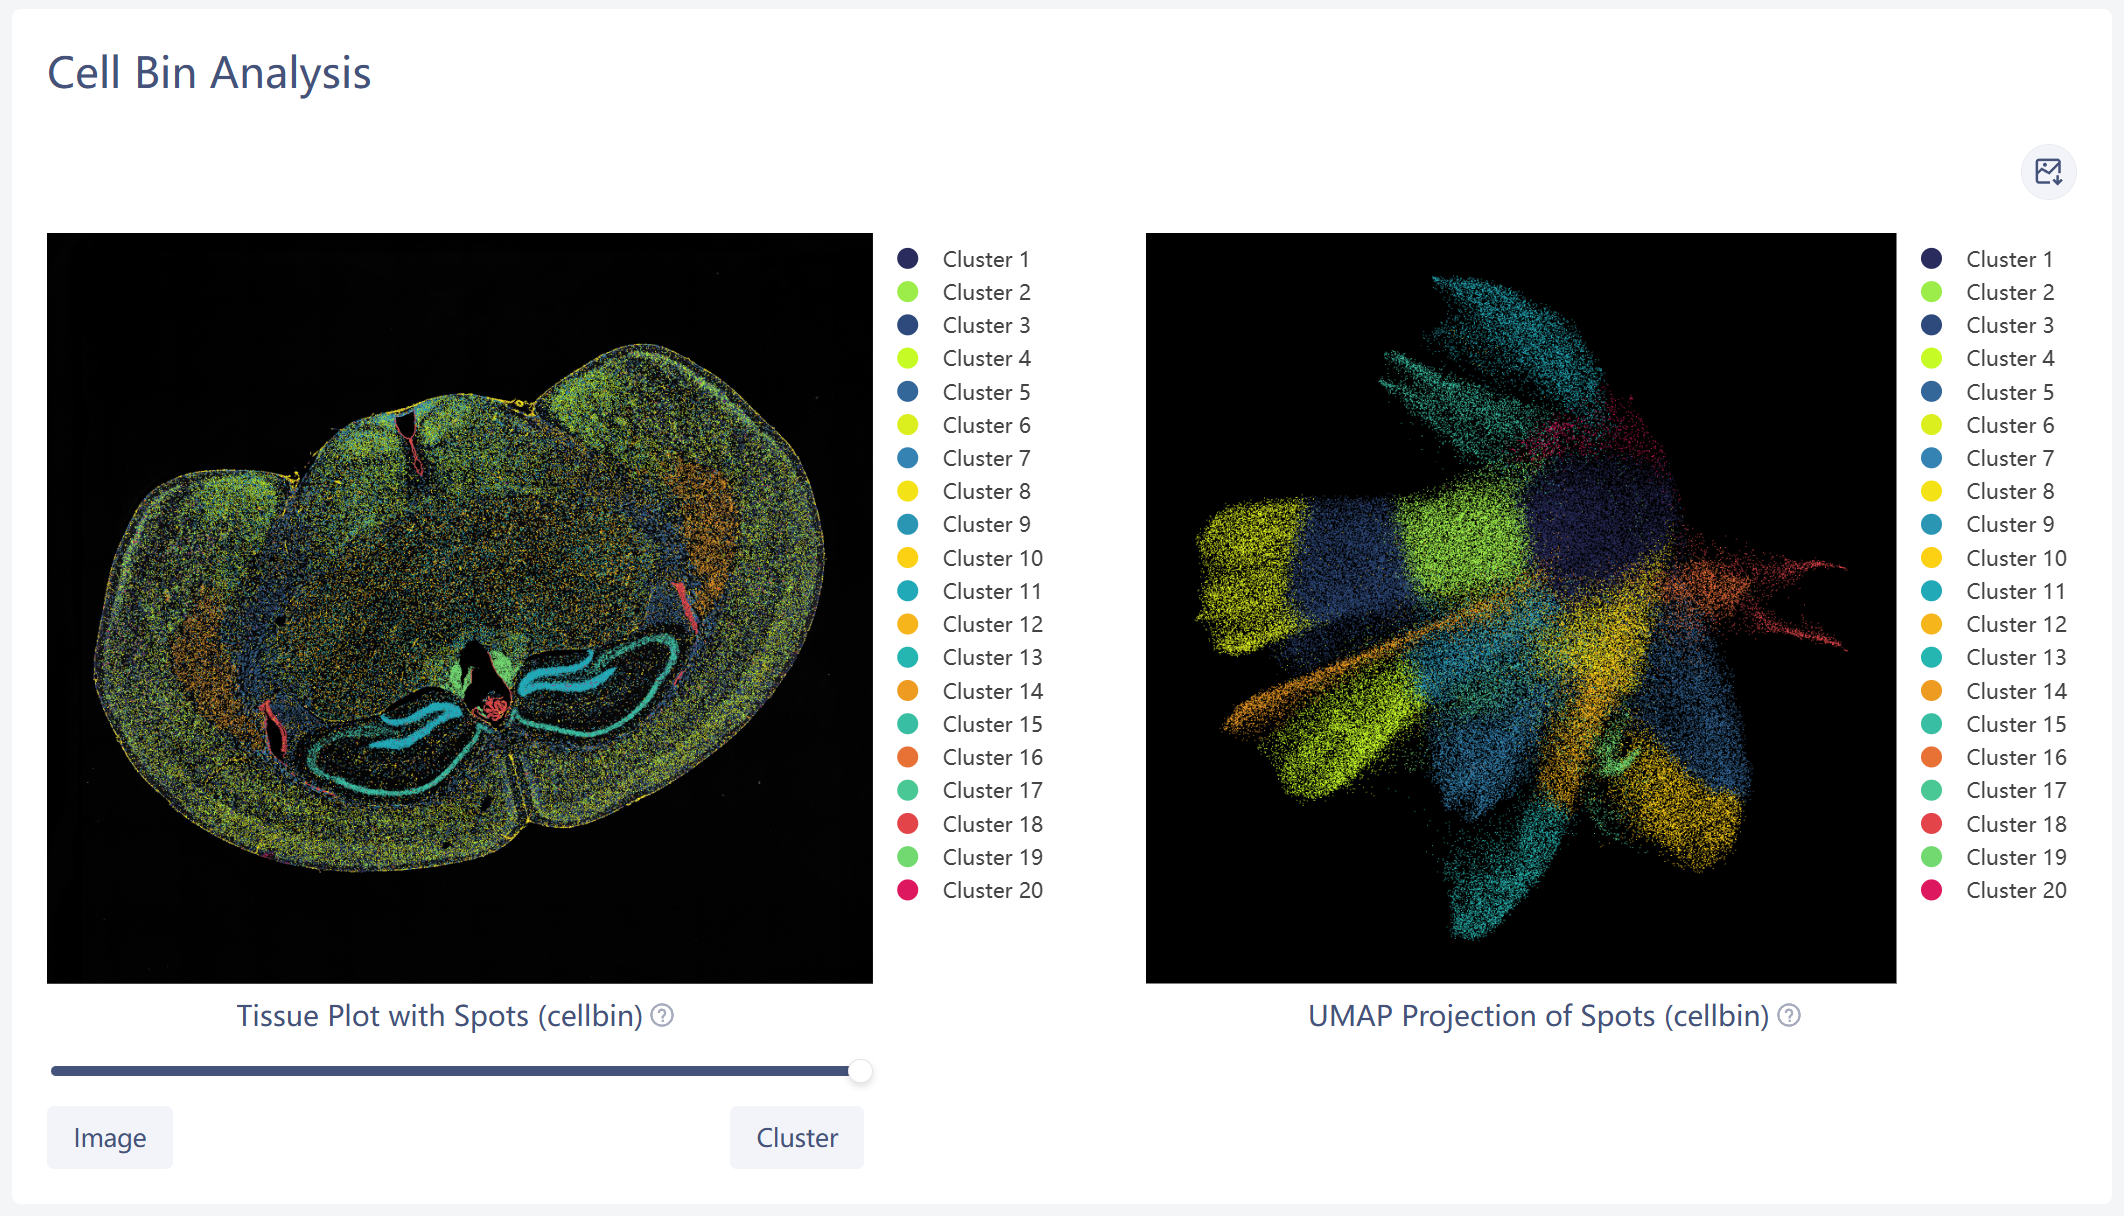 Cell Bin Analysis
Cluster 1
Cluster 2
Cluster 3
Cluster 4
Cluster 5
Cluster 6
Cluster 7
Cluster 8
Cluster 9
Cluster 10
Cluster 11
Cluster 12
Cluster 13
Cluster 14
Cluster 15
Cluster 16
Cluster 17
Cluster 18
Cluster 19
Cluster 20
Tissue Plot with Spots (cellbin) ?
Image
Cluster
Cluster 1
Cluster 2
Cluster 3
Cluster 4
Cluster 5
Cluster 6
Cluster 7
Cluster 8
Cluster 9
Cluster 10
Cluster 11
Cluster 12
Cluster 13
Cluster 14
Cluster 15
Cluster 16
Cluster 17
Cluster 18
Cluster 19
Cluster 20
UMAP Projection of Spots (cellbin) ?